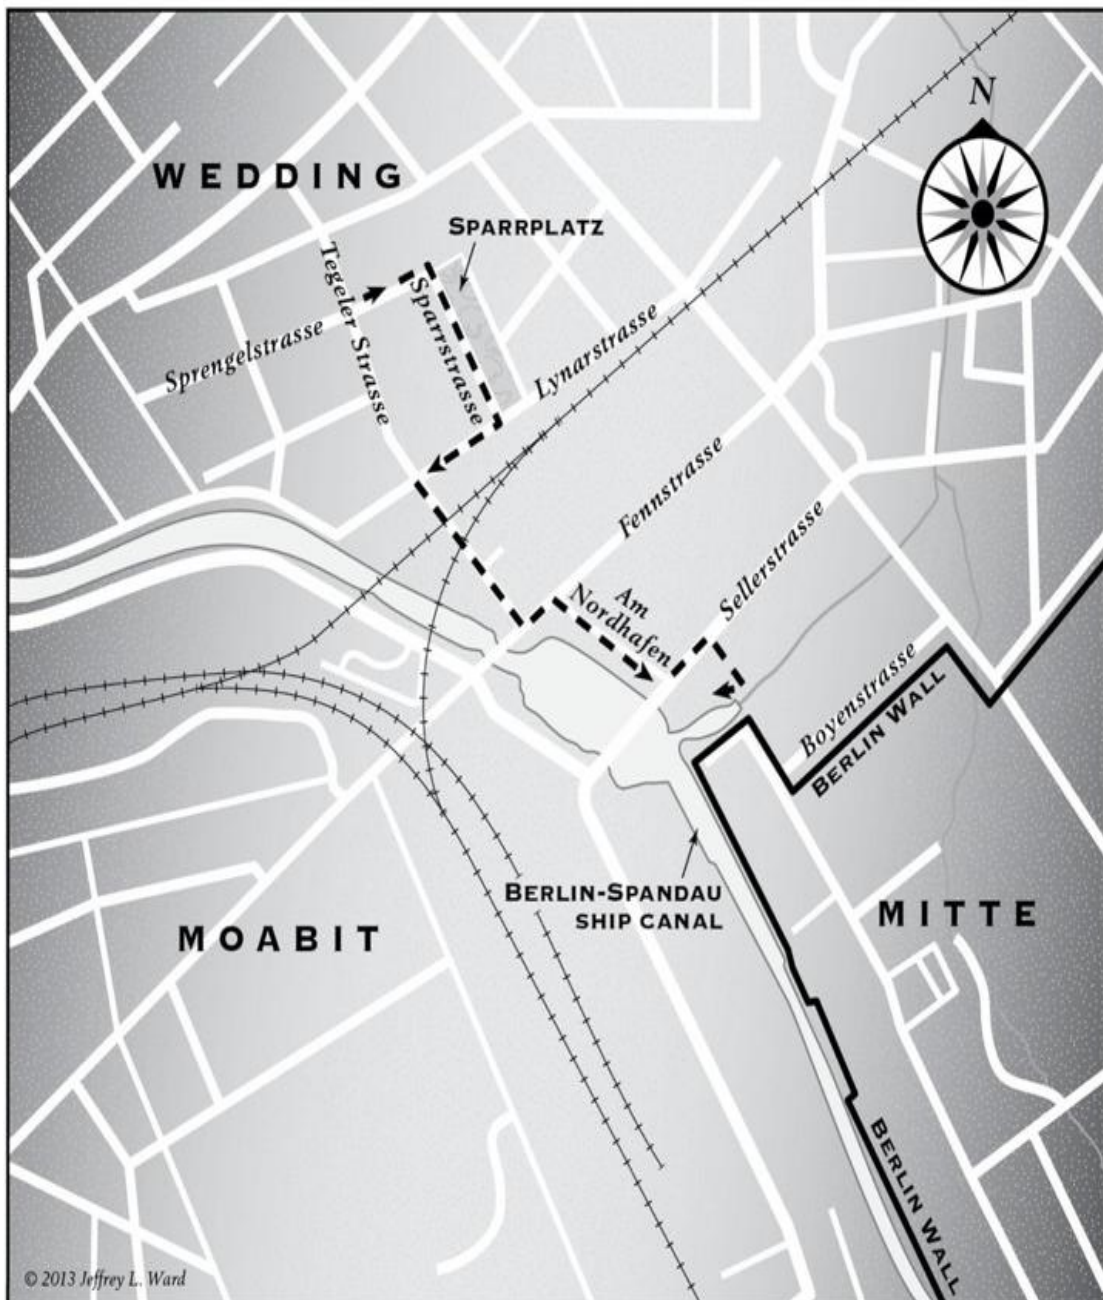 N
WEDDING
SPARRPLATZ
Tegeler Strasse
Sparrstrasse
Sprengelstrasse
Lynarstrasse
Fennstrasse
Am
Nordhafen
Sellerstrasse
Boyenstrasse
BERLIN WALL
BERLIN-SPANDAU
SHIP CANAL
MITTE
MOABIT
BERLIN WALL
© 2013 Jeffrey L. Ward